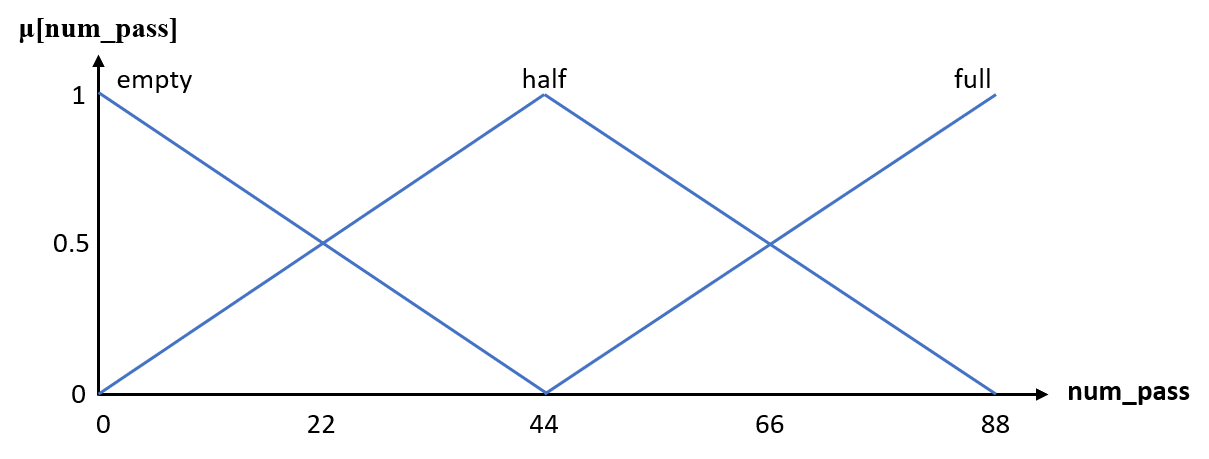 μ[num_pass]
empty half full
1
0.5
0
num_pass
0 22 44 66 88